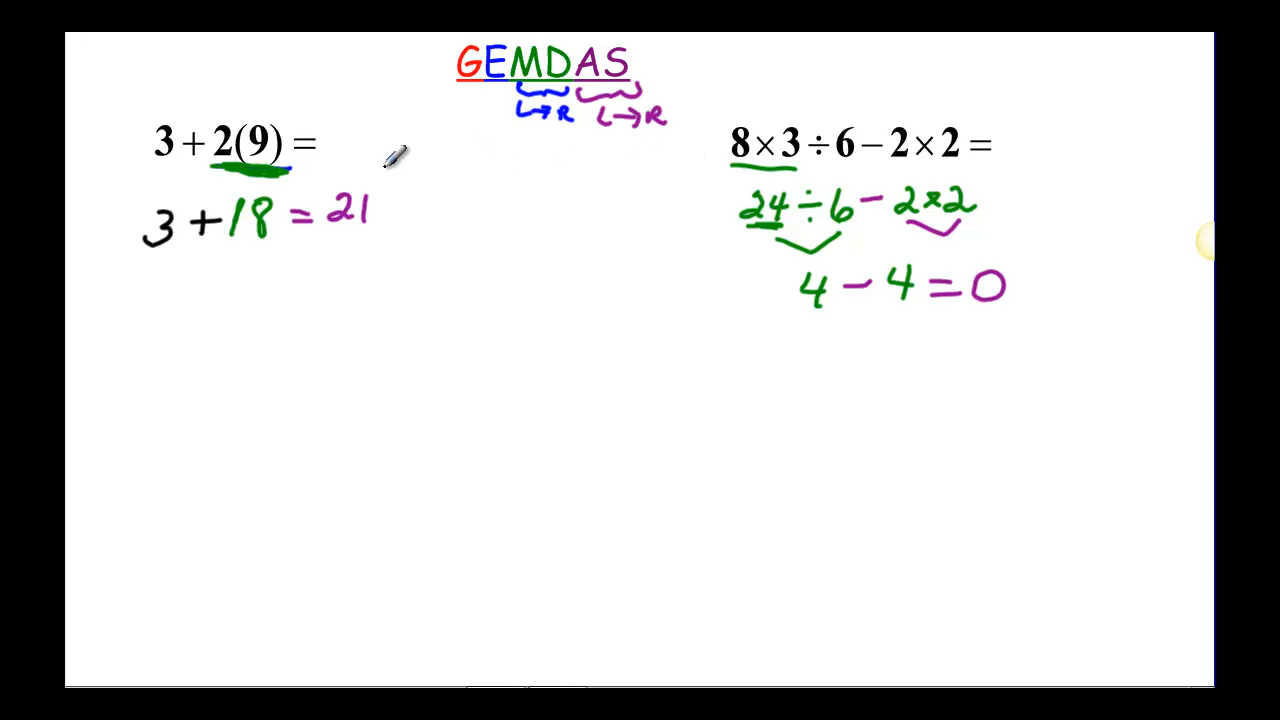 GEMDAS
L→R L→R
3 + 2(9) =
3 + 18 = 21
8 × 3 ÷ 6 − 2 × 2 =
24 ÷ 6 − 2 × 2
4 − 4 = 0